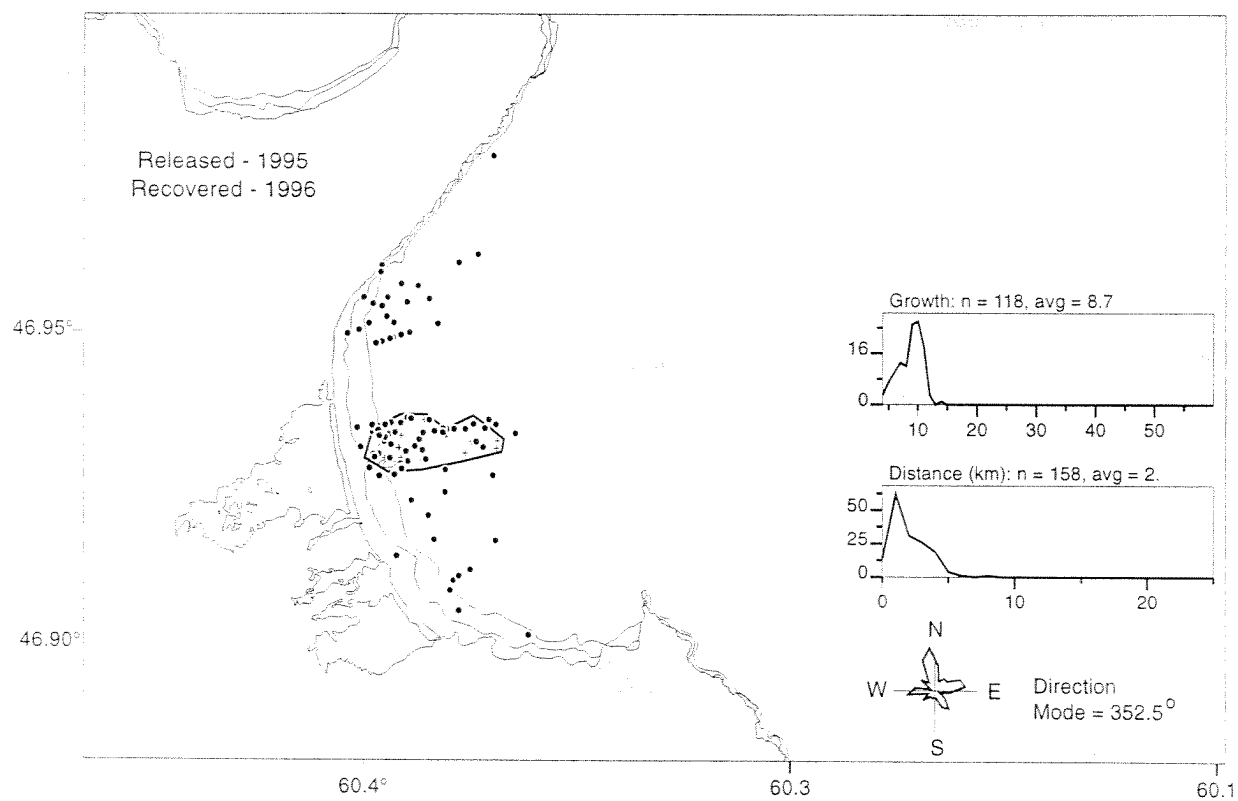 Released - 1995
Recovered - 1996
46.95°
46.90°
60.4°
60.3
60.1
Growth: n = 118, avg = 8.7
16
0
10
20
30
40
50
Distance (km): n = 158, avg = 2.
50
25
0
0
10
20
N
W
E
S
Direction
Mode = 352.5°